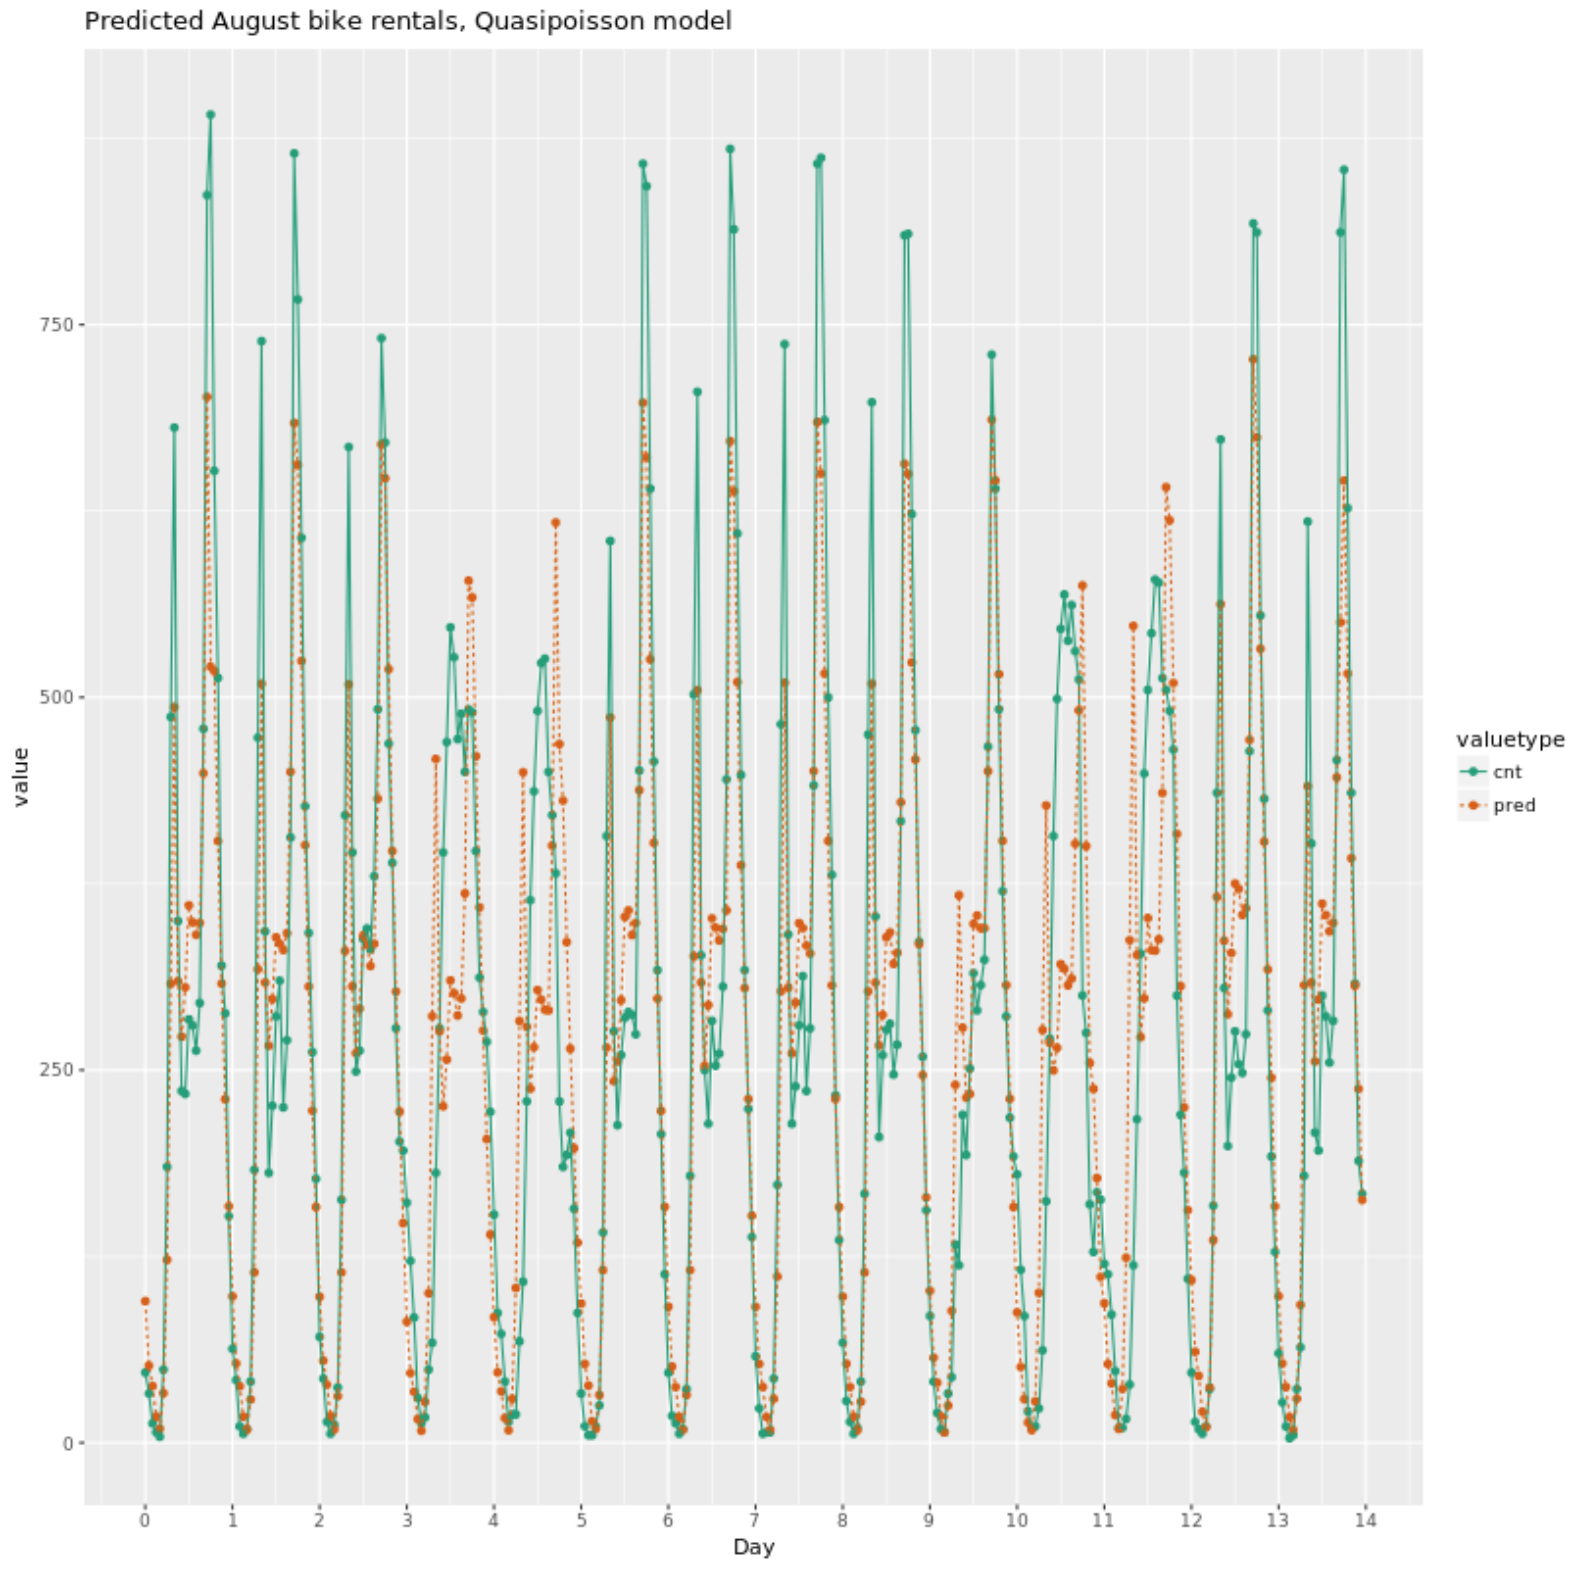 Predicted August bike rentals, Quasipoisson model
value
750
500
250
0
0 1 2 3 4 5 6 7 8 9 10 11 12 13 14
Day
valuetype
cnt
pred